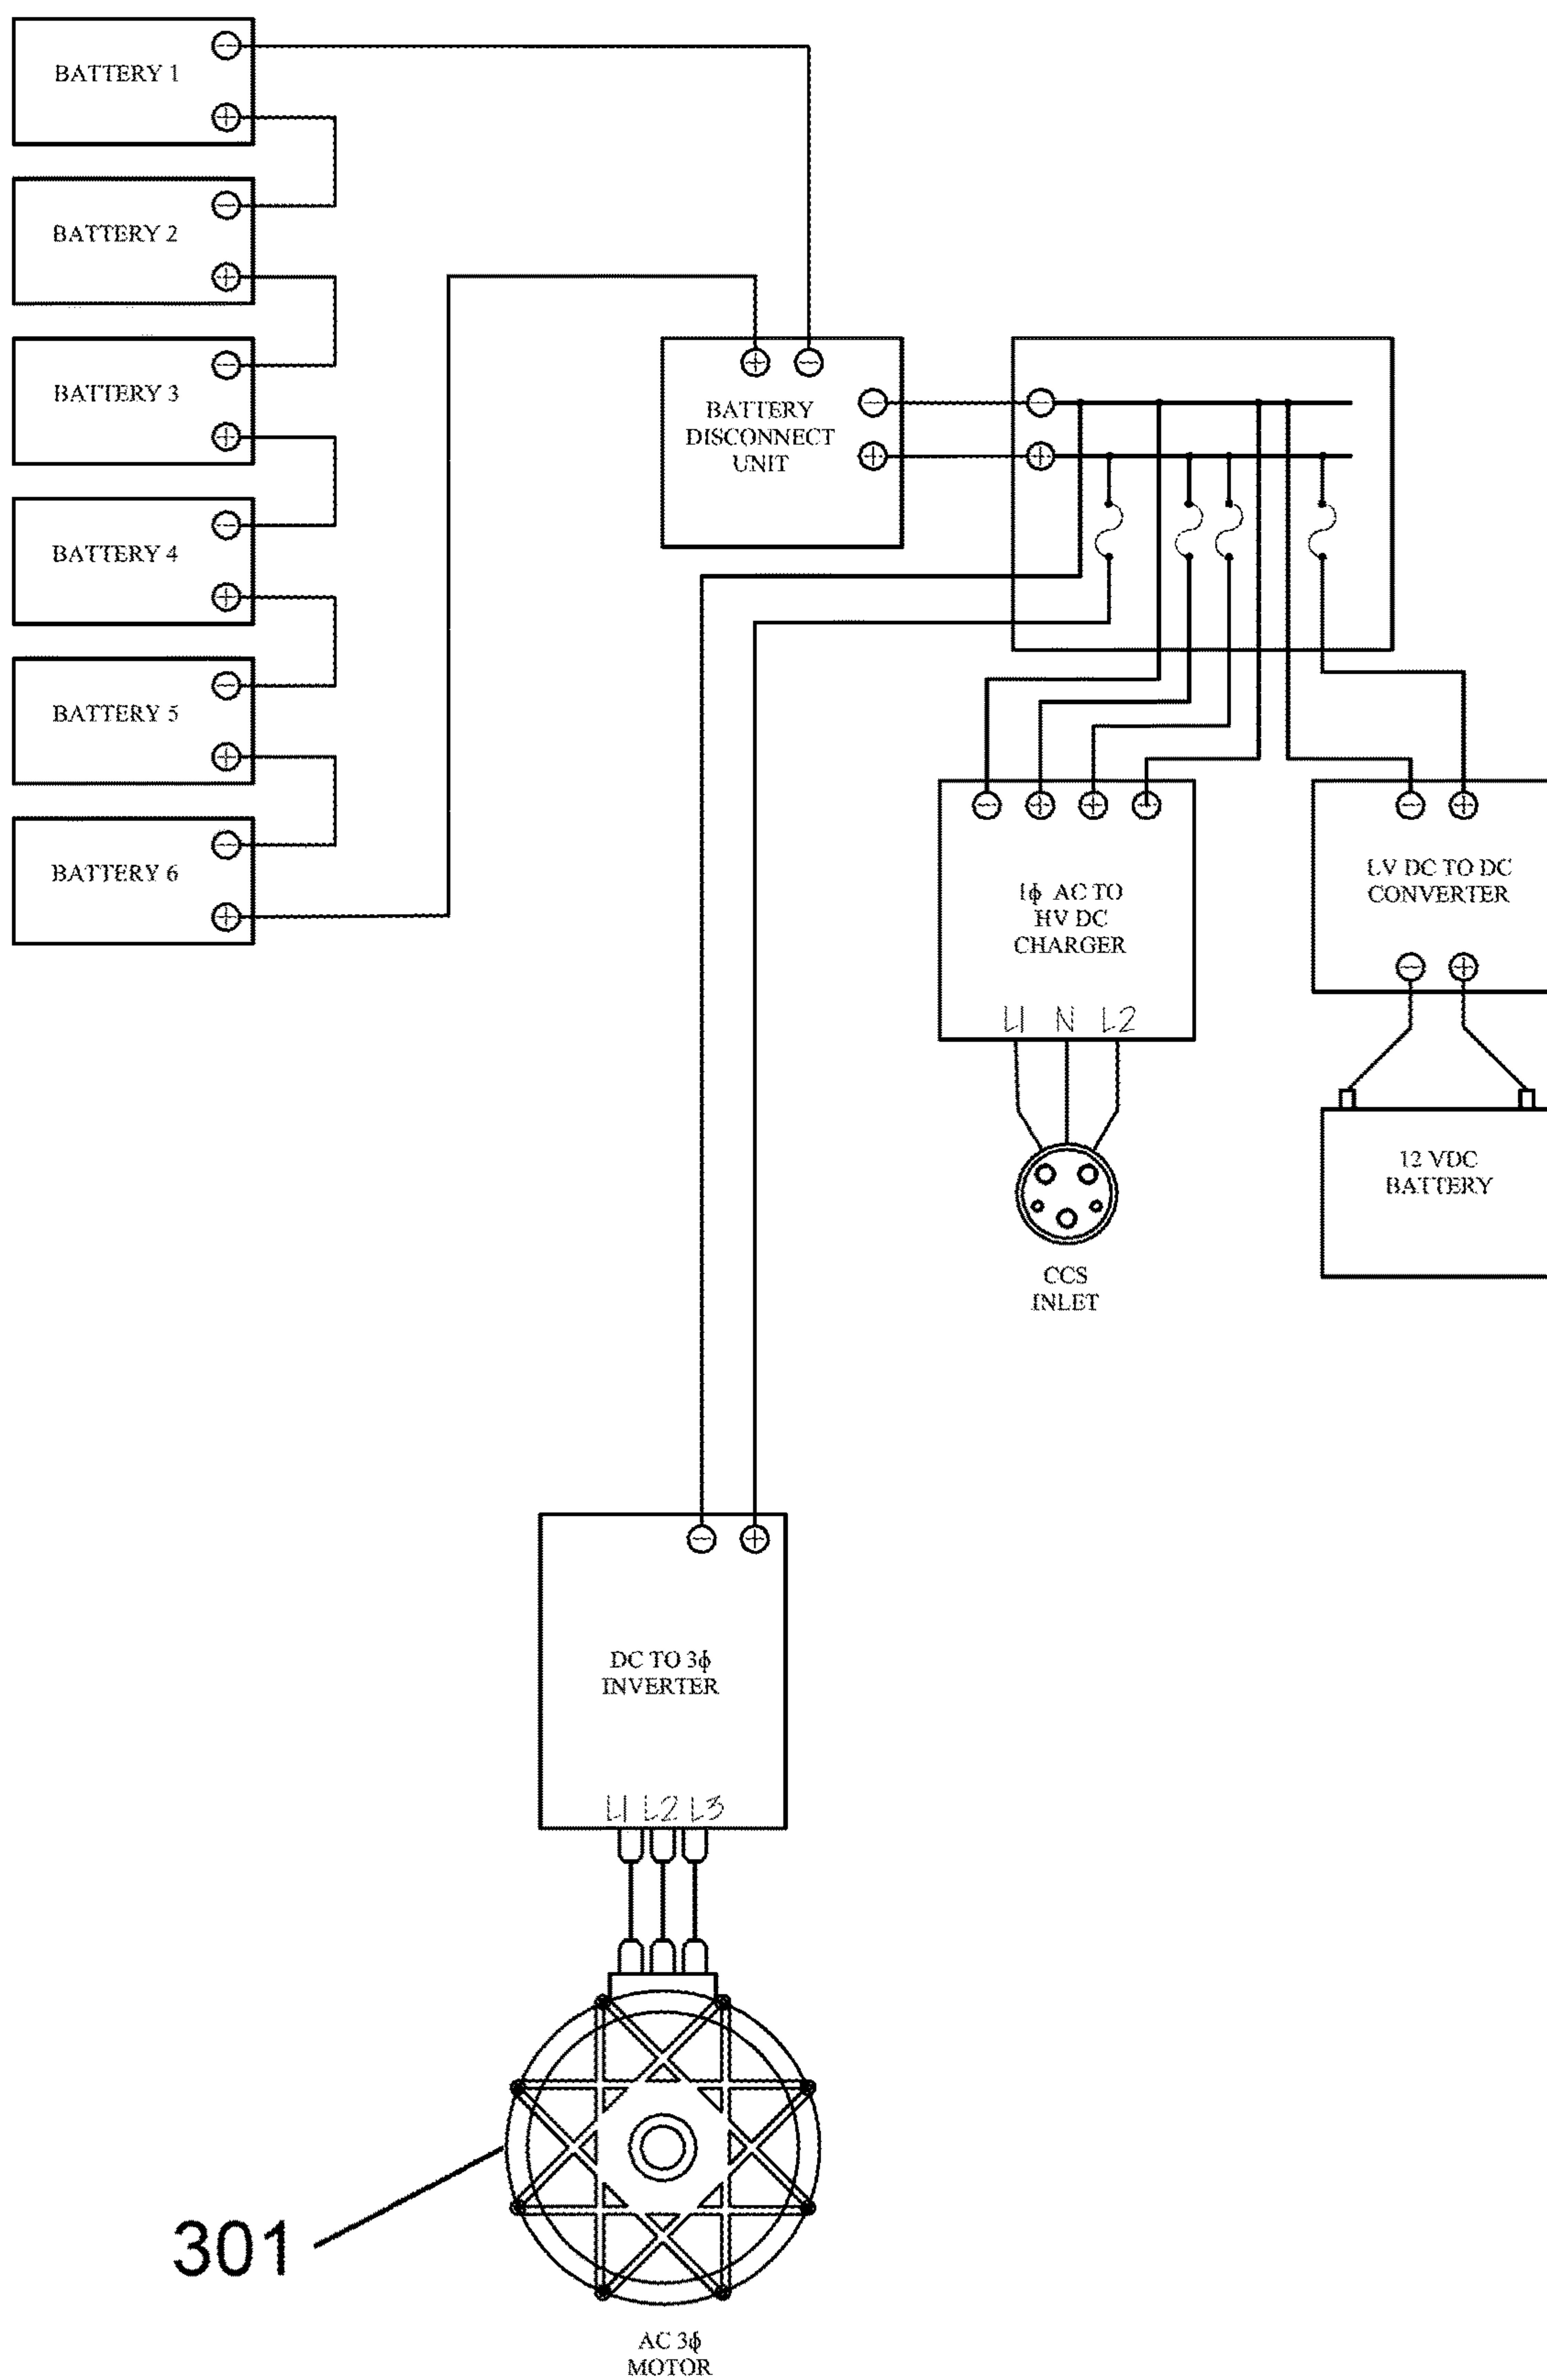 BATTERY 1
BATTERY 2
BATTERY 3
BATTERY 4
BATTERY 5
BATTERY 6
BATTERY
DISCONNECT
UNIT
1ϕ AC TO
HV DC
CHARGER
L1 N L2
CCS
INLET
LV DC TO DC
CONVERTER
12 VDC
BATTERY
DC TO 3ϕ
INVERTER
L1 L2 L3
301
AC 3ϕ
MOTOR